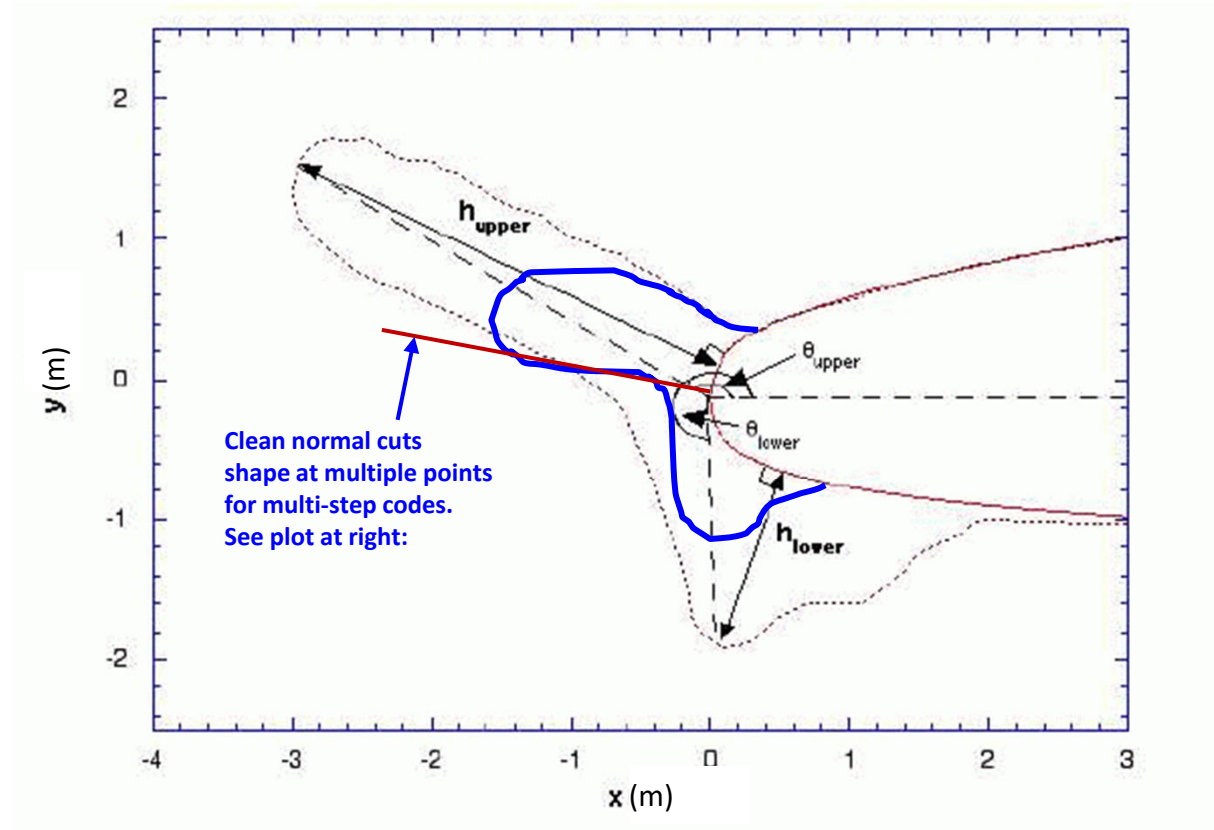 2
1
0
-1
-2
y (m)
h upper
θ upper
θ lower
h lower
Clean normal cuts
shape at multiple points
for multi-step codes.
See plot at right:
-4
-3
-2
-1
0
1
2
3
x (m)